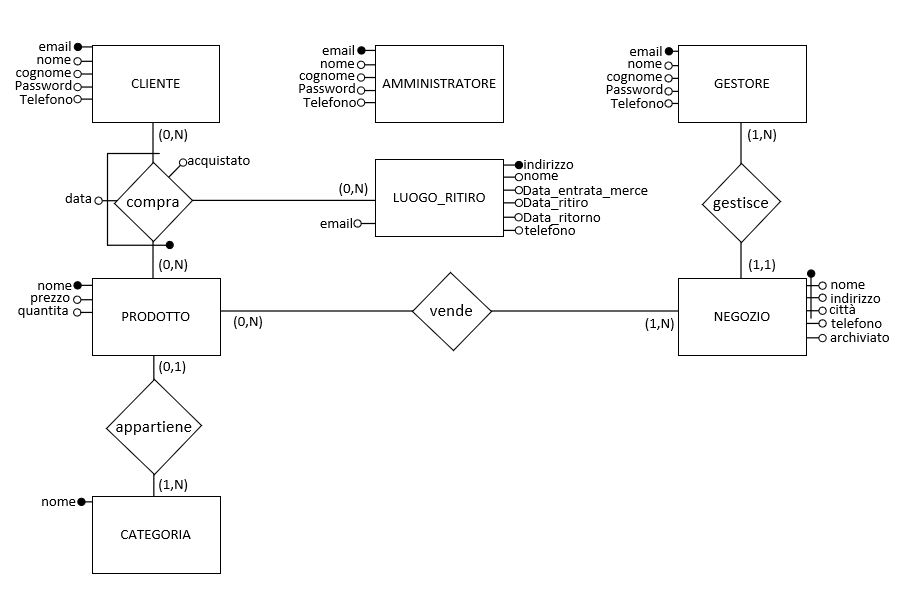 email
nome
cognome
Password
Telefono
CLIENTE
email
nome
cognome
Password
Telefono
AMMINISTRATORE
email
nome
cognome
Password
Telefono
GESTORE
(0,N)
acquistato
data
compra
(0,N)
(0,N)
email
LUOGO_RITIRO
indirizzo
nome
Data_entrata_merce
Data_ritiro
Data_ritorno
telefono
(1,N)
gestisce
(1,1)
nome
prezzo
quantita
PRODOTTO
(0,N)
vende
(1,N)
NEGOZIO
nome
indirizzo
città
telefono
archiviato
(0,1)
appartiene
(1,N)
nome
CATEGORIA